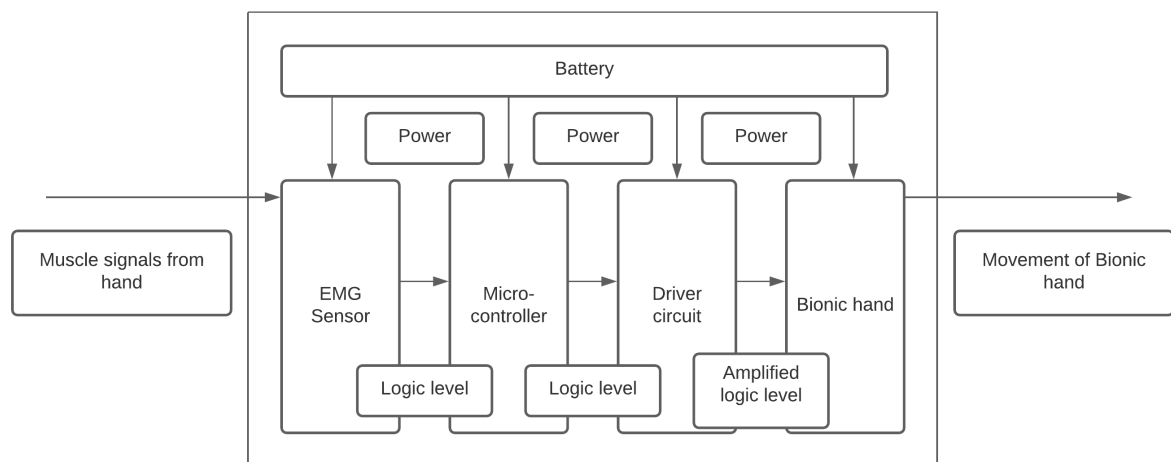 Battery
Power
Power
Power
Muscle signals from
hand
EMG
Sensor
Micro-
controller
Driver
circuit
Bionic hand
Movement of Bionic
hand
Logic level
Logic level
Amplified
logic level